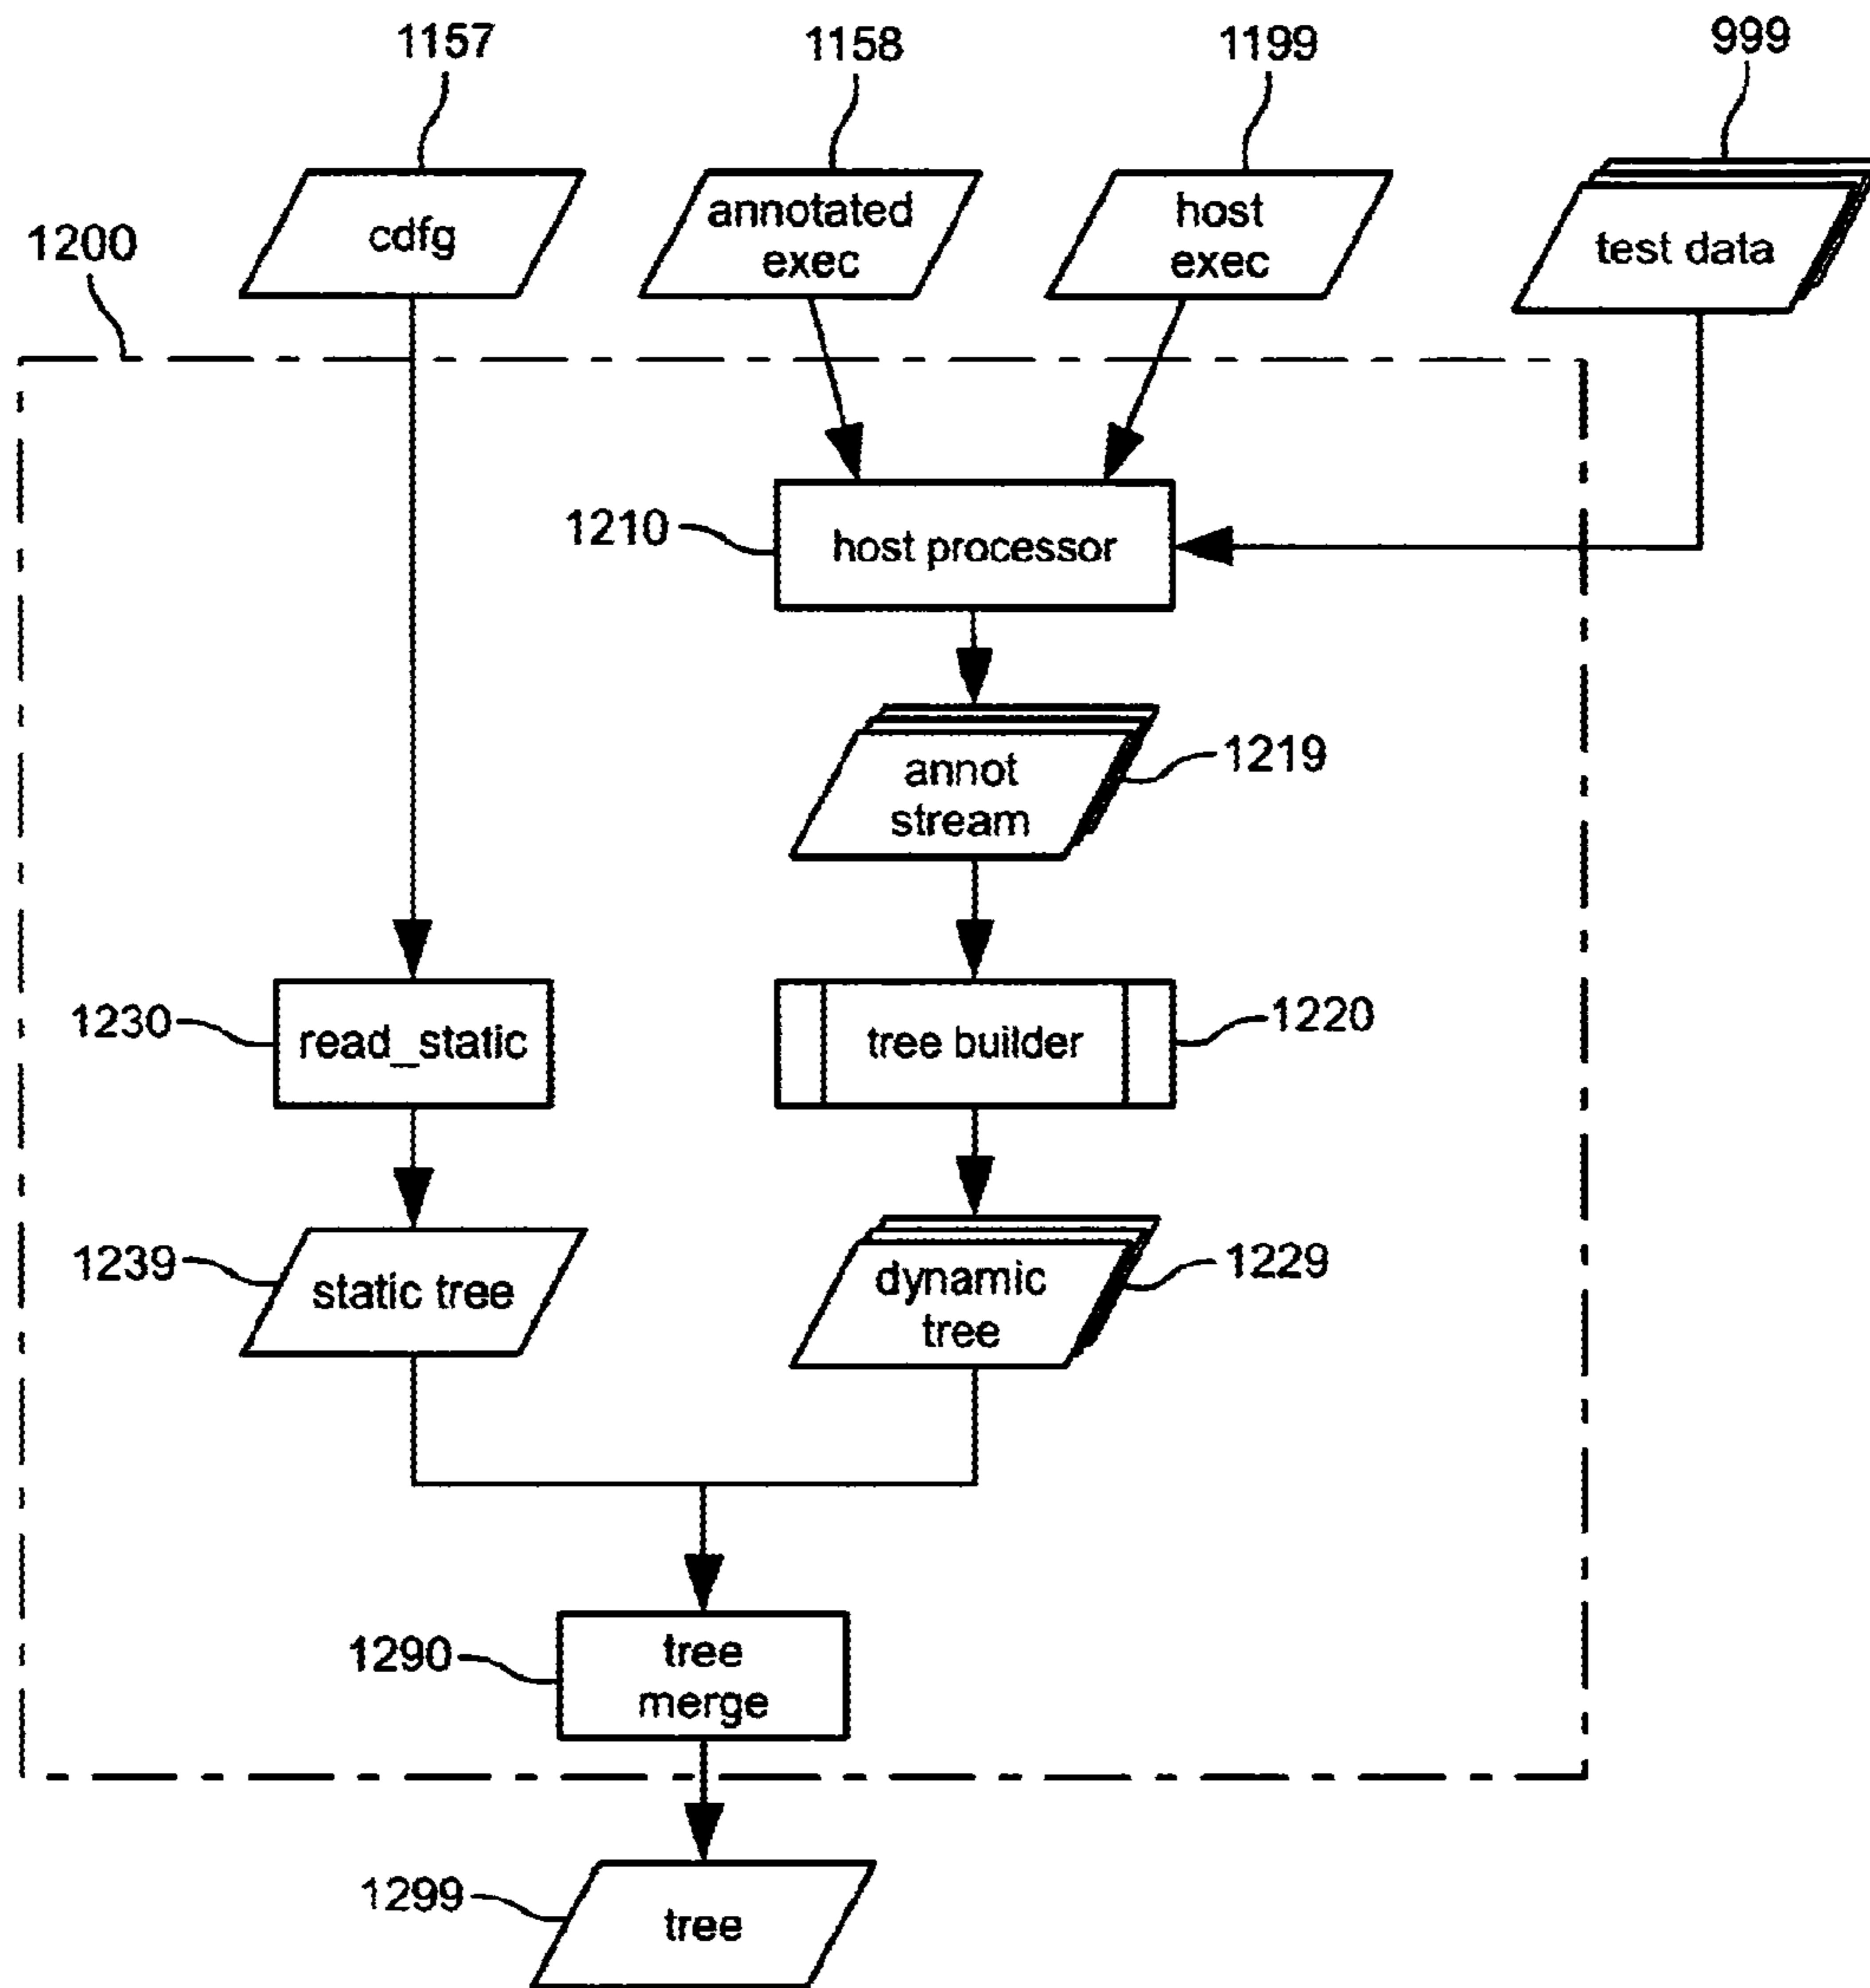 1157
1158
1199
999
cdfg
annotated
exec
host
exec
test data
1200
1210
host processor
annot
stream
1219
1230
read_static
tree builder
1220
1239
static tree
dynamic
tree
1229
1290
tree
merge
1299
tree